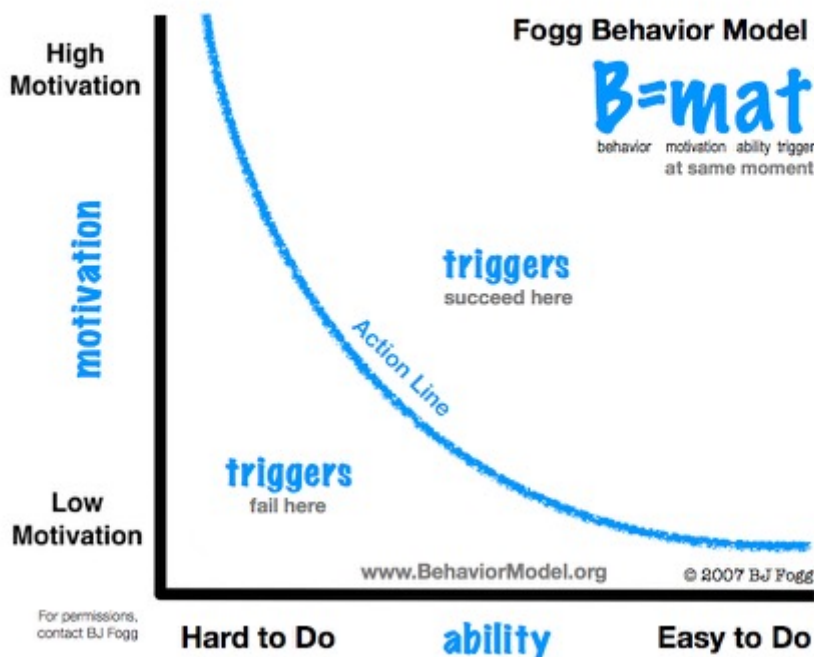 High
Motivation
Fogg Behavior Model
B=mat
behavior motivation ability trigger
at same moment
motivation
triggers
succeed here
Action Line
triggers
fail here
Low
Motivation
www.BehaviorModel.org
© 2007 BJ Fogg
For permissions,
contact BJ Fogg
Hard to Do
ability
Easy to Do